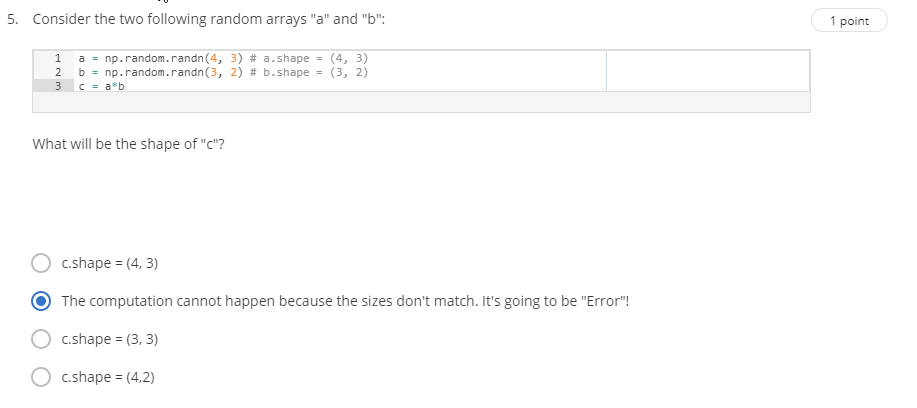 5. Consider the two following random arrays "a" and "b":
1 point
1 a = np.random.randn(4, 3) # a.shape = (4, 3)
2 b = np.random.randn(3, 2) # b.shape = (3, 2)
3 c = a*b
What will be the shape of "c"?
c.shape = (4, 3)
The computation cannot happen because the sizes don't match. It's going to be "Error"!
c.shape = (3, 3)
c.shape = (4,2)